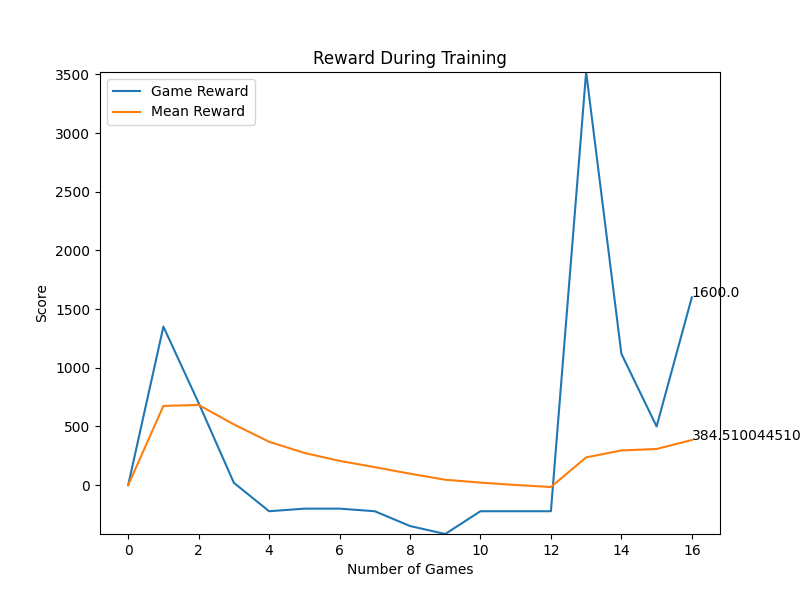 Reward During Training
Game Reward
Mean Reward
3500
3000
2500
2000
1500
1000
500
0
Score
1600.0
384.510044510
0 2 4 6 8 10 12 14 16
Number of Games